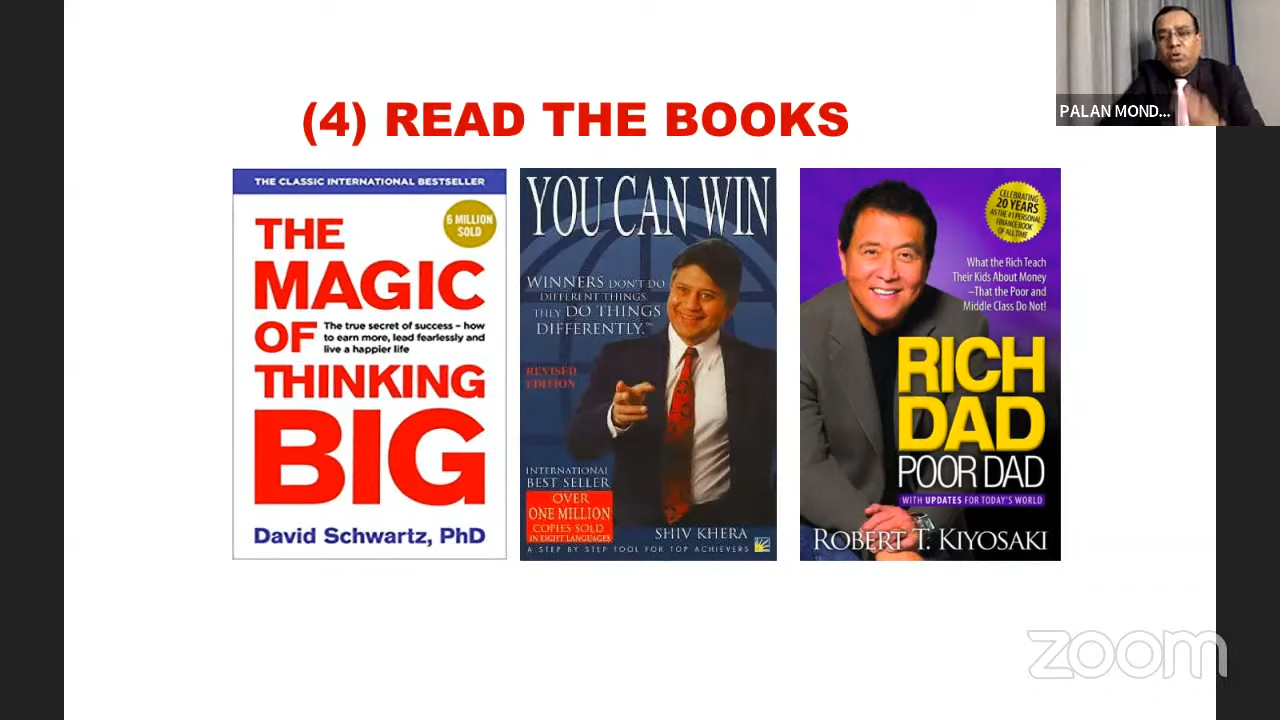 (4) READ THE BOOKS
PALAN MOND...
THE CLASSIC INTERNATIONAL BESTSELLER
6 MILLION
SOLD
THE
MAGIC
OF
The true secret of success – how
to earn more, lead fearlessly and
live a happier life
THINKING
BIG
David Schwartz, PhD
YOU CAN WIN
WINNERS DON'T DO
DIFFERENT THINGS,
THEY DO THINGS
DIFFERENTLY.™
REVISED
EDITION
INTERNATIONAL
BEST SELLER
OVER
ONE MILLION
COPIES SOLD
IN EIGHT LANGUAGES
SHIV KHERA
A STEP BY STEP TOOL FOR TOP ACHIEVERS
CELEBRATING
20 YEARS
AS THE #1 PERSONAL
FINANCE BOOK
OF ALL TIME
What the Rich Teach
Their Kids About Money
–That the Poor and
Middle Class Do Not!
RICH
DAD
POOR DAD
WITH UPDATES FOR TODAY'S WORLD
ROBERT T. KIYOSAKI
zoom